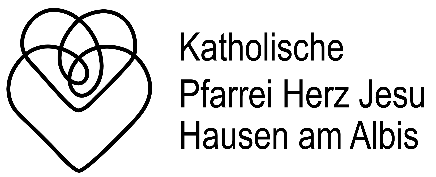 Katholische
Pfarrei Herz Jesu
Hausen am Albis